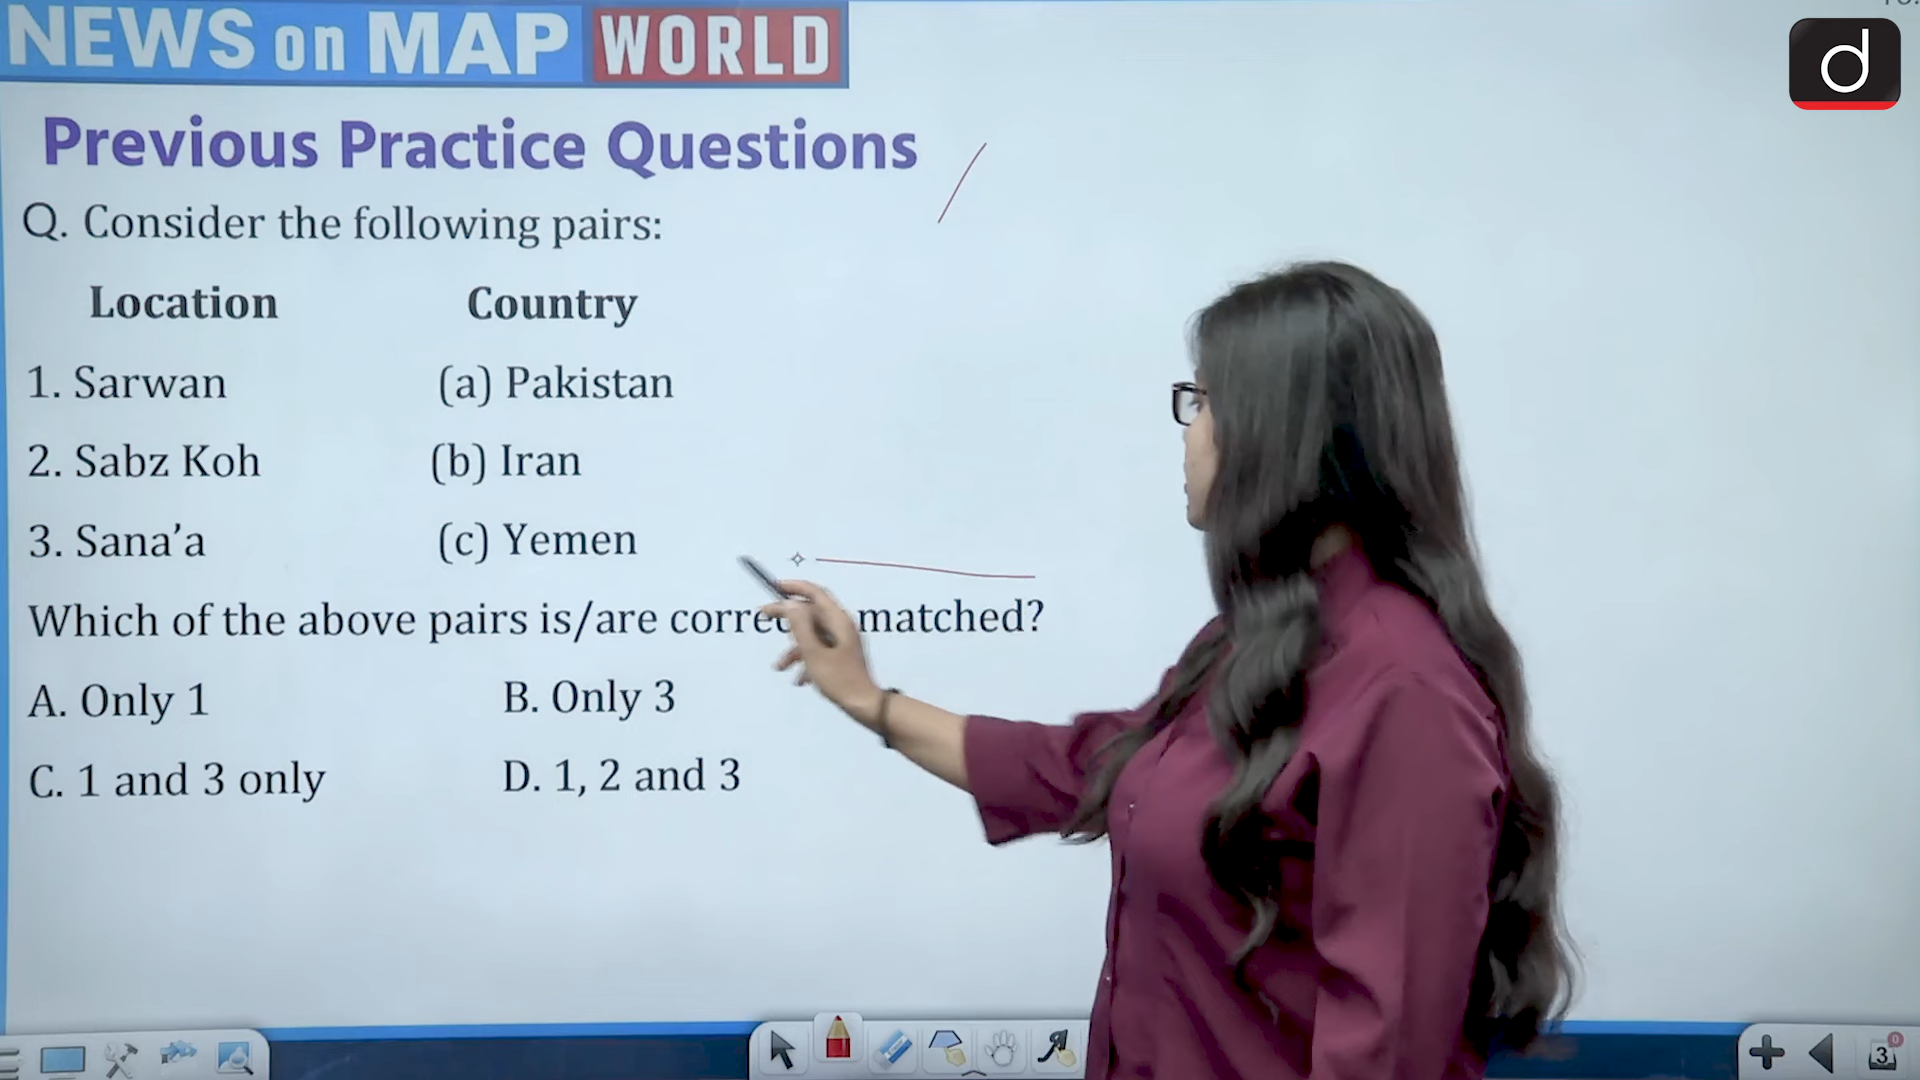 NEWS on MAP WORLD
d
Previous Practice Questions
Q. Consider the following pairs:
Location Country
1. Sarwan (a) Pakistan
2. Sabz Koh (b) Iran
3. Sana’a (c) Yemen
Which of the above pairs is/are matched?
A. Only 1 B. Only 3
C. 1 and 3 only D. 1, 2 and 3
3
0